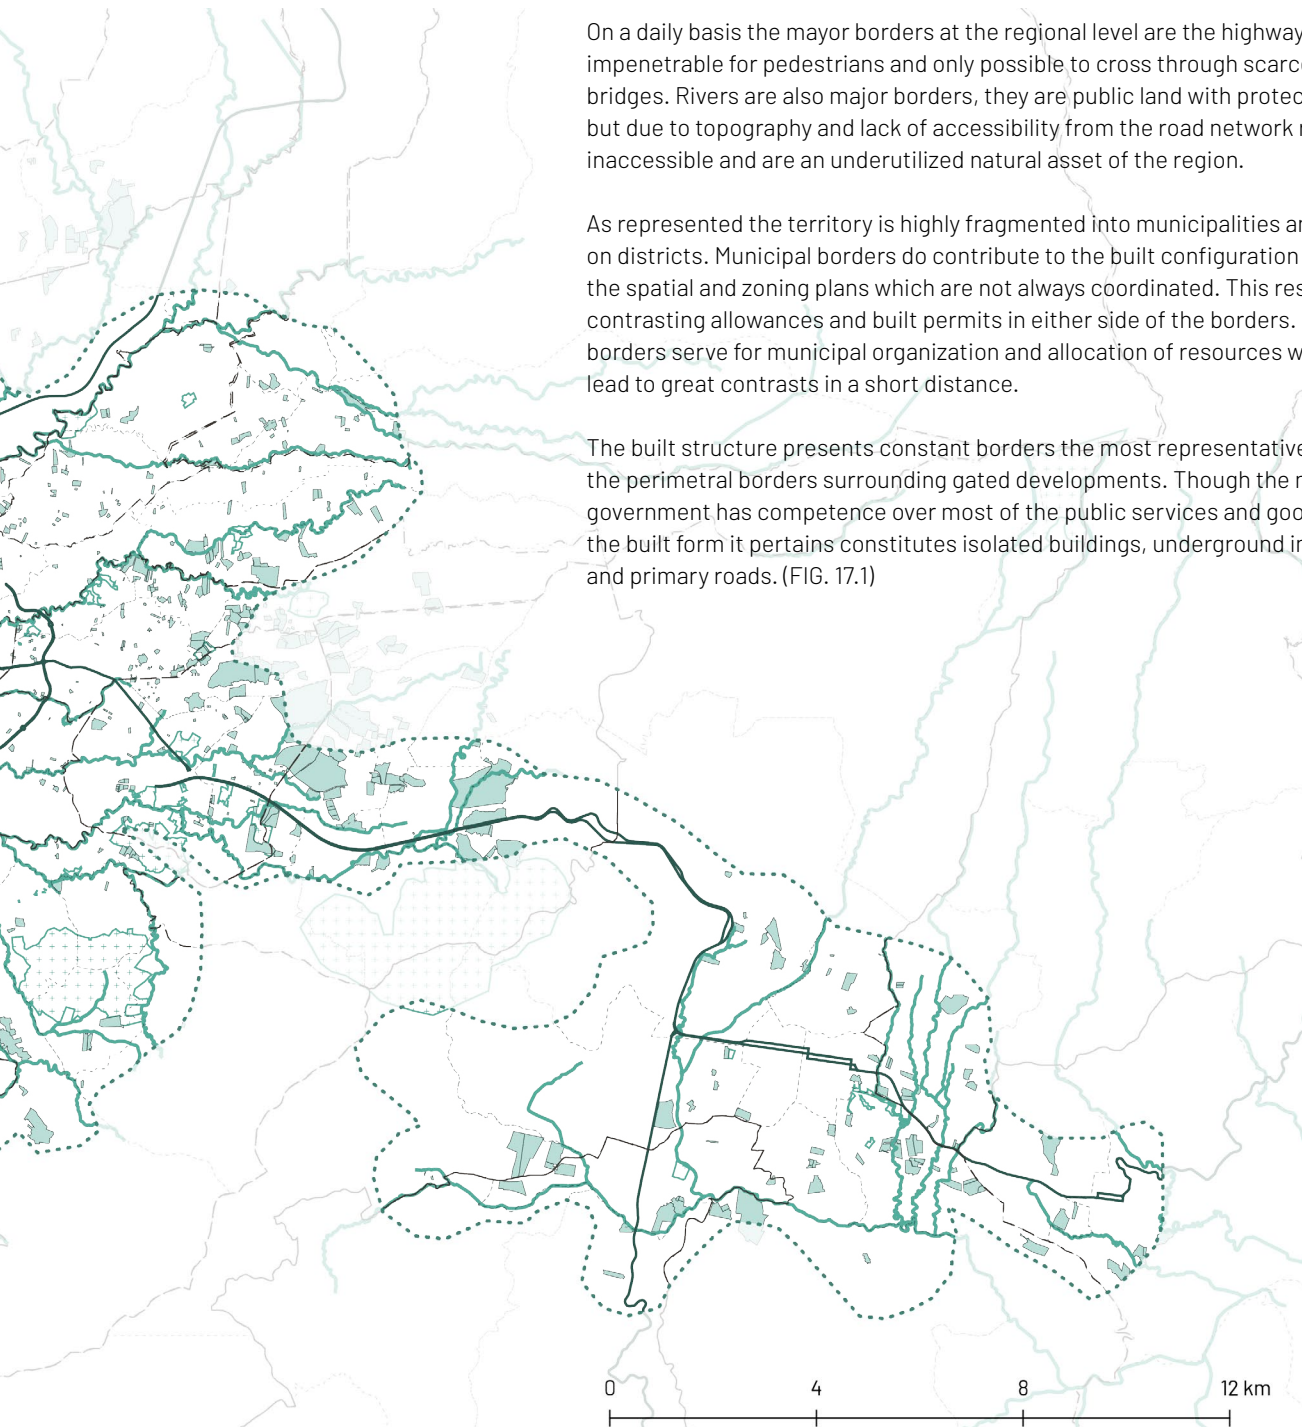 On a daily basis the mayor borders at the regional level are the highway
impenetrable for pedestrians and only possible to cross through scarc
bridges. Rivers are also major borders, they are public land with protec
but due to topography and lack of accessibility from the road network
inaccessible and are an underutilized natural asset of the region.
As represented the territory is highly fragmented into municipalities a
on districts. Municipal borders do contribute to the built configuration
the spatial and zoning plans which are not always coordinated. This res
contrasting allowances and built permits in either side of the borders.
borders serve for municipal organization and allocation of resources w
lead to great contrasts in a short distance.
The built structure presents constant borders the most representative
the perimetral borders surrounding gated developments. Though the
government has competence over most of the public services and goo
the built form it pertains constitutes isolated buildings, underground i
and primary roads. (FIG. 17.1)
0 4 8 12 km